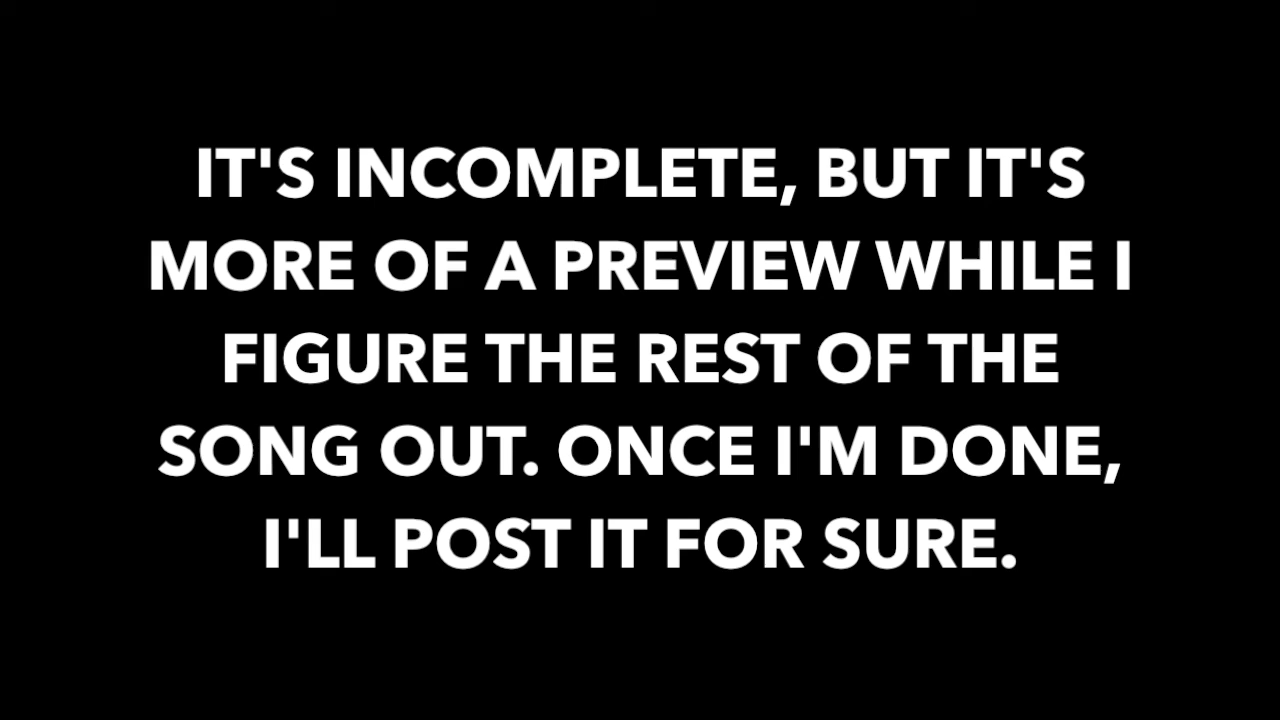 IT'S INCOMPLETE, BUT IT'S
MORE OF A PREVIEW WHILE I
FIGURE THE REST OF THE
SONG OUT. ONCE I'M DONE,
I'LL POST IT FOR SURE.